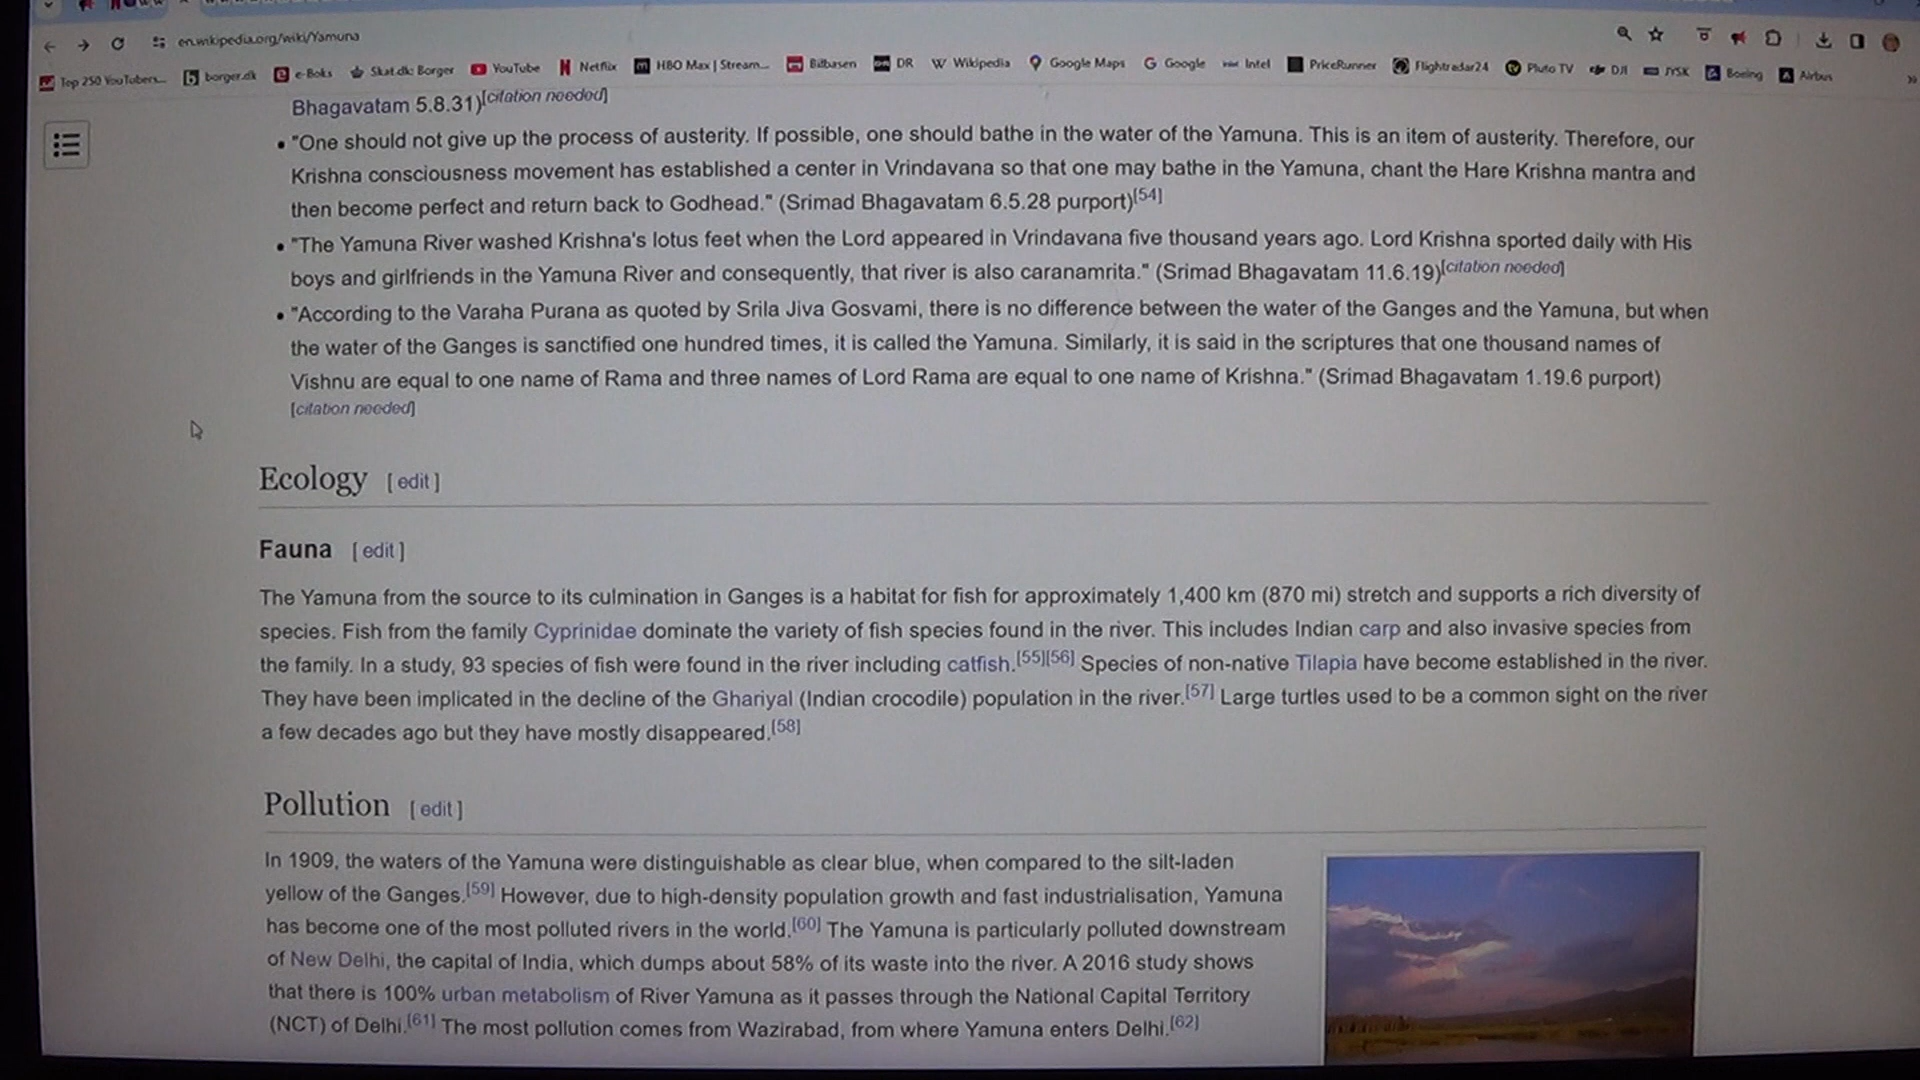 en.wikipedia.org/wiki/Yamuna
Top 250 YouTubers... borger.dk e-Boks Skat.dk: Borger YouTube Netflix HBO Max | Stream... Bilbasen DR Wikipedia Google Maps Google Intel PriceRunner Flightradar24 Pluto TV DJI JYSK Boeing Airbus
Bhagavatam 5.8.31)[citation needed]
• "One should not give up the process of austerity. If possible, one should bathe in the water of the Yamuna. This is an item of austerity. Therefore, our
Krishna consciousness movement has established a center in Vrindavana so that one may bathe in the Yamuna, chant the Hare Krishna mantra and
then become perfect and return back to Godhead." (Srimad Bhagavatam 6.5.28 purport)[54]
• "The Yamuna River washed Krishna's lotus feet when the Lord appeared in Vrindavana five thousand years ago. Lord Krishna sported daily with His
boys and girlfriends in the Yamuna River and consequently, that river is also caranamrita." (Srimad Bhagavatam 11.6.19)[citation needed]
• "According to the Varaha Purana as quoted by Srila Jiva Gosvami, there is no difference between the water of the Ganges and the Yamuna, but when
the water of the Ganges is sanctified one hundred times, it is called the Yamuna. Similarly, it is said in the scriptures that one thousand names of
Vishnu are equal to one name of Rama and three names of Lord Rama are equal to one name of Krishna." (Srimad Bhagavatam 1.19.6 purport)
[citation needed]
Ecology [ edit ]
Fauna [ edit ]
The Yamuna from the source to its culmination in Ganges is a habitat for fish for approximately 1,400 km (870 mi) stretch and supports a rich diversity of
species. Fish from the family Cyprinidae dominate the variety of fish species found in the river. This includes Indian carp and also invasive species from
the family. In a study, 93 species of fish were found in the river including catfish.[55][56] Species of non-native Tilapia have become established in the river.
They have been implicated in the decline of the Ghariyal (Indian crocodile) population in the river.[57] Large turtles used to be a common sight on the river
a few decades ago but they have mostly disappeared.[58]
Pollution [ edit ]
In 1909, the waters of the Yamuna were distinguishable as clear blue, when compared to the silt-laden
yellow of the Ganges.[59] However, due to high-density population growth and fast industrialisation, Yamuna
has become one of the most polluted rivers in the world.[60] The Yamuna is particularly polluted downstream
of New Delhi, the capital of India, which dumps about 58% of its waste into the river. A 2016 study shows
that there is 100% urban metabolism of River Yamuna as it passes through the National Capital Territory
(NCT) of Delhi.[61] The most pollution comes from Wazirabad, from where Yamuna enters Delhi.[62]